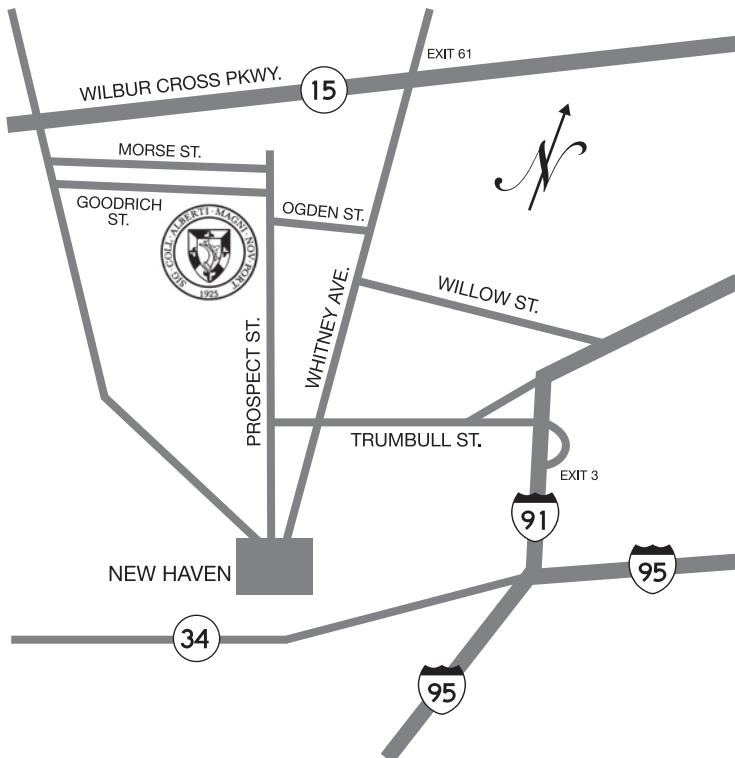 EXIT 61
WILBUR CROSS PKWY.
15
MORSE ST.
N
GOODRICH
ST.
OGDEN ST.
SIG·COLL·ALBERTI·MAGNI·NOV·PORT
1925
WHITNEY AVE.
WILLOW ST.
PROSPECT ST.
TRUMBULL ST.
EXIT 3
91
NEW HAVEN
95
34
95